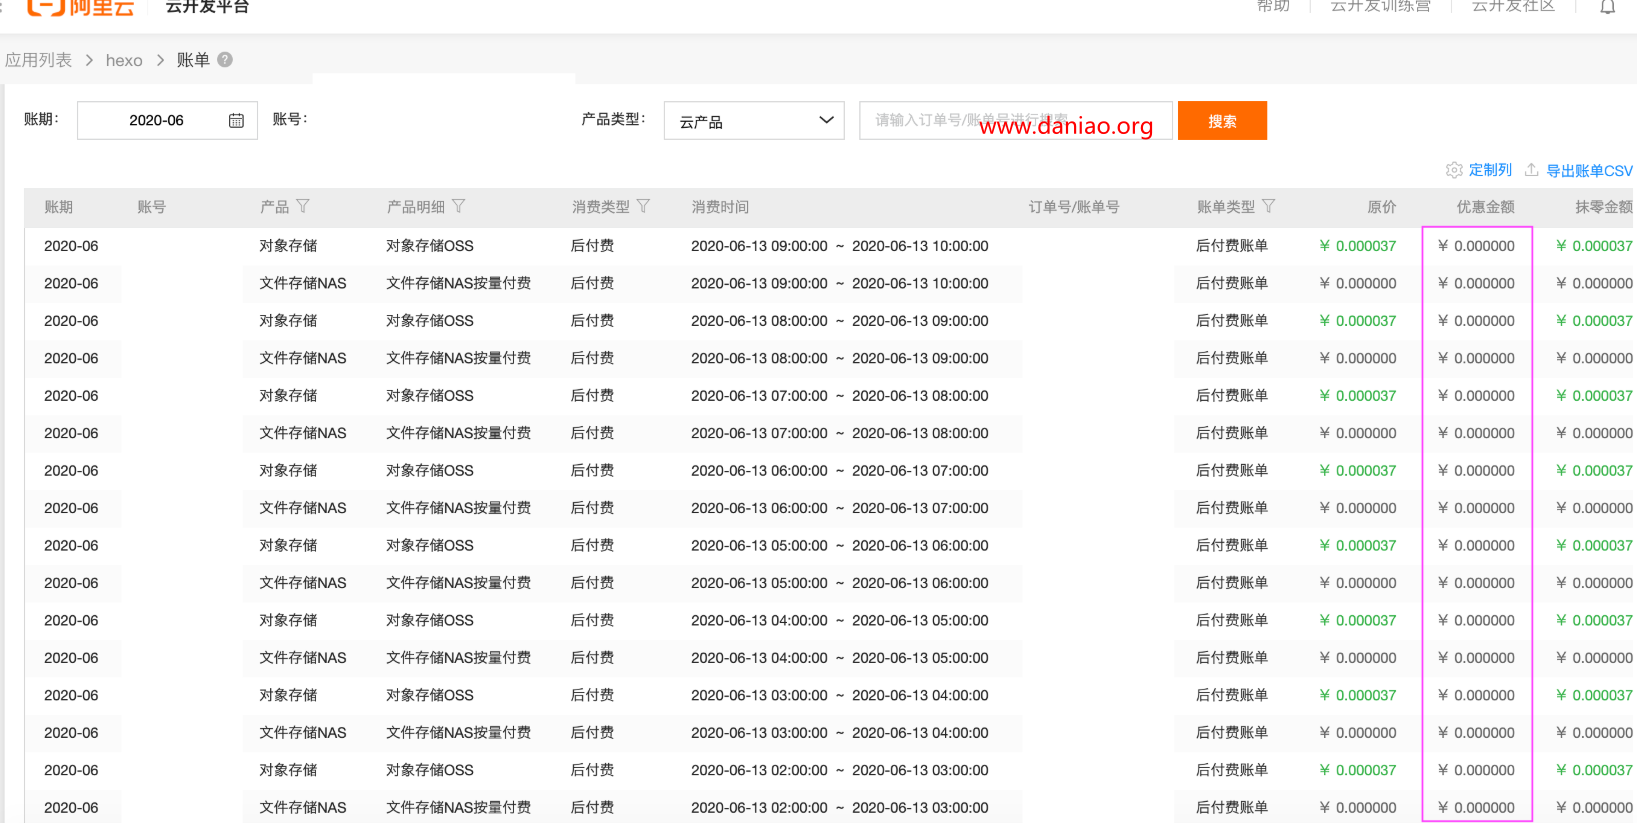 阿里云 云开发平台 帮助 云开发训练营 云开发社区
应用列表 > hexo > 账单 ?
账期: 2020-06 账号: 产品类型: 云产品 请输入订单号/账单号进行搜索 搜索
www.daniao.org
定制列 导出账单CSV
账期 账号 产品 产品明细 消费类型 消费时间 订单号/账单号 账单类型 原价 优惠金额 抹零金额
2020-06 对象存储 对象存储OSS 后付费 2020-06-13 09:00:00 ~ 2020-06-13 10:00:00 后付费账单 ¥ 0.000037 ¥ 0.000000 ¥ 0.000037
2020-06 文件存储NAS 文件存储NAS按量付费 后付费 2020-06-13 09:00:00 ~ 2020-06-13 10:00:00 后付费账单 ¥ 0.000000 ¥ 0.000000 ¥ 0.000000
2020-06 对象存储 对象存储OSS 后付费 2020-06-13 08:00:00 ~ 2020-06-13 09:00:00 后付费账单 ¥ 0.000037 ¥ 0.000000 ¥ 0.000037
2020-06 文件存储NAS 文件存储NAS按量付费 后付费 2020-06-13 08:00:00 ~ 2020-06-13 09:00:00 后付费账单 ¥ 0.000000 ¥ 0.000000 ¥ 0.000000
2020-06 对象存储 对象存储OSS 后付费 2020-06-13 07:00:00 ~ 2020-06-13 08:00:00 后付费账单 ¥ 0.000037 ¥ 0.000000 ¥ 0.000037
2020-06 文件存储NAS 文件存储NAS按量付费 后付费 2020-06-13 07:00:00 ~ 2020-06-13 08:00:00 后付费账单 ¥ 0.000000 ¥ 0.000000 ¥ 0.000000
2020-06 对象存储 对象存储OSS 后付费 2020-06-13 06:00:00 ~ 2020-06-13 07:00:00 后付费账单 ¥ 0.000037 ¥ 0.000000 ¥ 0.000037
2020-06 文件存储NAS 文件存储NAS按量付费 后付费 2020-06-13 06:00:00 ~ 2020-06-13 07:00:00 后付费账单 ¥ 0.000000 ¥ 0.000000 ¥ 0.000000
2020-06 对象存储 对象存储OSS 后付费 2020-06-13 05:00:00 ~ 2020-06-13 06:00:00 后付费账单 ¥ 0.000037 ¥ 0.000000 ¥ 0.000037
2020-06 文件存储NAS 文件存储NAS按量付费 后付费 2020-06-13 05:00:00 ~ 2020-06-13 06:00:00 后付费账单 ¥ 0.000000 ¥ 0.000000 ¥ 0.000000
2020-06 对象存储 对象存储OSS 后付费 2020-06-13 04:00:00 ~ 2020-06-13 05:00:00 后付费账单 ¥ 0.000037 ¥ 0.000000 ¥ 0.000037
2020-06 文件存储NAS 文件存储NAS按量付费 后付费 2020-06-13 04:00:00 ~ 2020-06-13 05:00:00 后付费账单 ¥ 0.000000 ¥ 0.000000 ¥ 0.000000
2020-06 对象存储 对象存储OSS 后付费 2020-06-13 03:00:00 ~ 2020-06-13 04:00:00 后付费账单 ¥ 0.000037 ¥ 0.000000 ¥ 0.000037
2020-06 文件存储NAS 文件存储NAS按量付费 后付费 2020-06-13 03:00:00 ~ 2020-06-13 04:00:00 后付费账单 ¥ 0.000000 ¥ 0.000000 ¥ 0.000000
2020-06 对象存储 对象存储OSS 后付费 2020-06-13 02:00:00 ~ 2020-06-13 03:00:00 后付费账单 ¥ 0.000037 ¥ 0.000000 ¥ 0.000037
2020-06 文件存储NAS 文件存储NAS按量付费 后付费 2020-06-13 02:00:00 ~ 2020-06-13 03:00:00 后付费账单 ¥ 0.000000 ¥ 0.000000 ¥ 0.000000